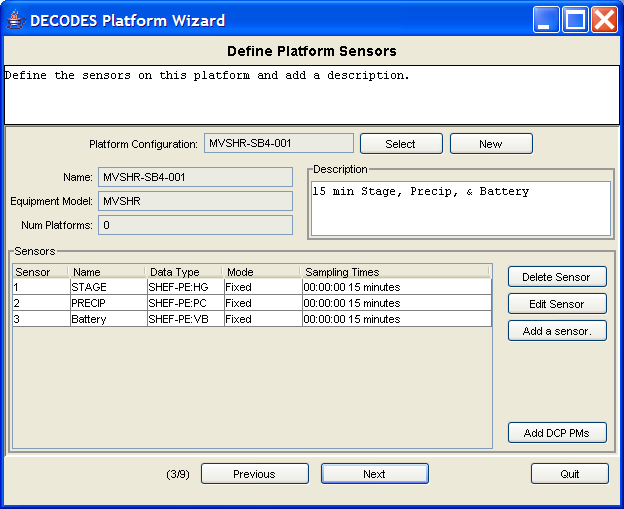 DECODES Platform Wizard
Define Platform Sensors
Define the sensors on this platform and add a description.
Platform Configuration: MVSHR-SB4-001 Select New
Name: MVSHR-SB4-001
Equipment Model: MVSHR
Num Platforms: 0
Description
15 min Stage, Precip, & Battery
Sensors
Sensor Name Data Type Mode Sampling Times
1 STAGE SHEF-PE:HG Fixed 00:00:00 15 minutes
2 PRECIP SHEF-PE:PC Fixed 00:00:00 15 minutes
3 Battery SHEF-PE:VB Fixed 00:00:00 15 minutes
Delete Sensor
Edit Sensor
Add a sensor.
Add DCP PMs
(3/9) Previous Next Quit